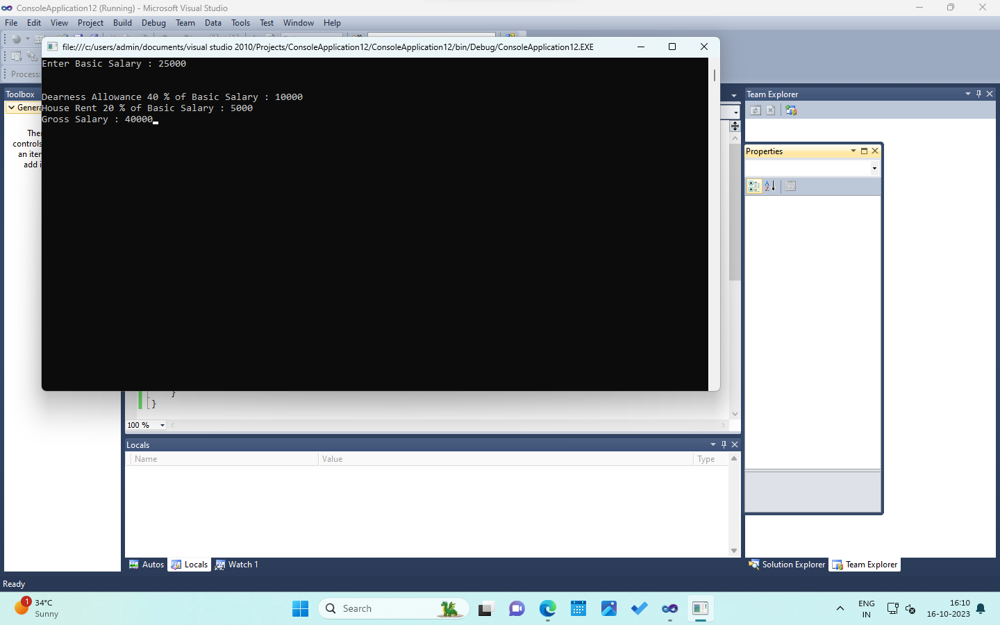 ConsoleApplication12 (Running) - Microsoft Visual Studio
File Edit View Project Build Debug Team Data Tools Test Window Help
file:///c:/users/admin/documents/visual studio 2010/Projects/ConsoleApplication12/ConsoleApplication12/bin/Debug/ConsoleApplication12.EXE
Enter Basic Salary : 25000
Process:
Dearness Allowance 40 % of Basic Salary : 10000
House Rent 20 % of Basic Salary : 5000
Gross Salary : 40000
Toolbox
Team Explorer
controls
add i
Properties
}
}
100 %
Locals
Name Value Type
Autos Locals Watch 1
Solution Explorer Team Explorer
Ready
1
34°C
Sunny
Search
ENG
IN
16:10
16-10-2023